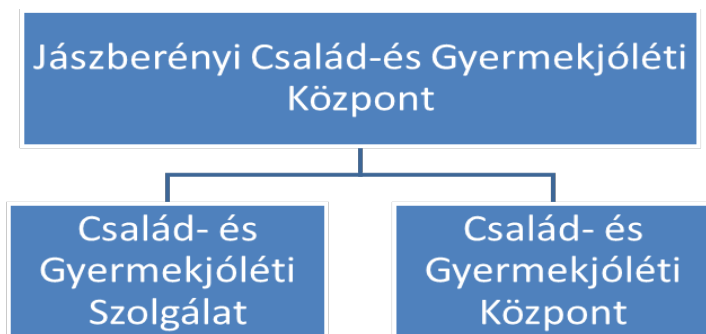 Jászberényi Család-és Gyermekjóléti
Központ
Család- és
Gyermekjóléti
Szolgálat
Család- és
Gyermekjóléti
Központ